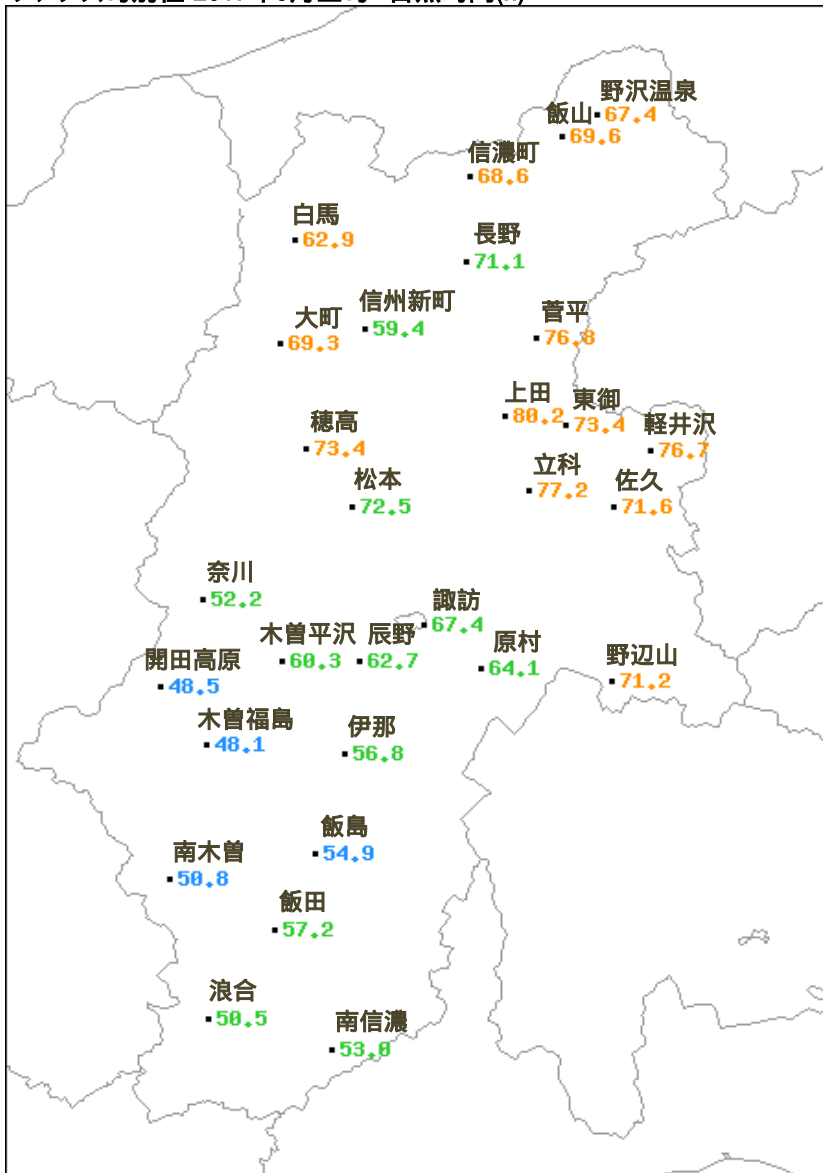 野沢温泉
67.4
飯山
69.6
信濃町
68.6
白馬
62.9
長野
71.1
信州新町
59.4
大町
69.3
菅平
76.8
上田
80.2
東御
73.4
軽井沢
76.7
穂高
73.4
立科
77.2
松本
72.5
佐久
71.6
奈川
52.2
諏訪
67.4
木曽平沢
60.3
辰野
62.7
原村
64.1
野辺山
71.2
開田高原
48.5
木曽福島
48.1
伊那
56.8
飯島
54.9
南木曽
50.8
飯田
57.2
浪合
50.5
南信濃
53.0